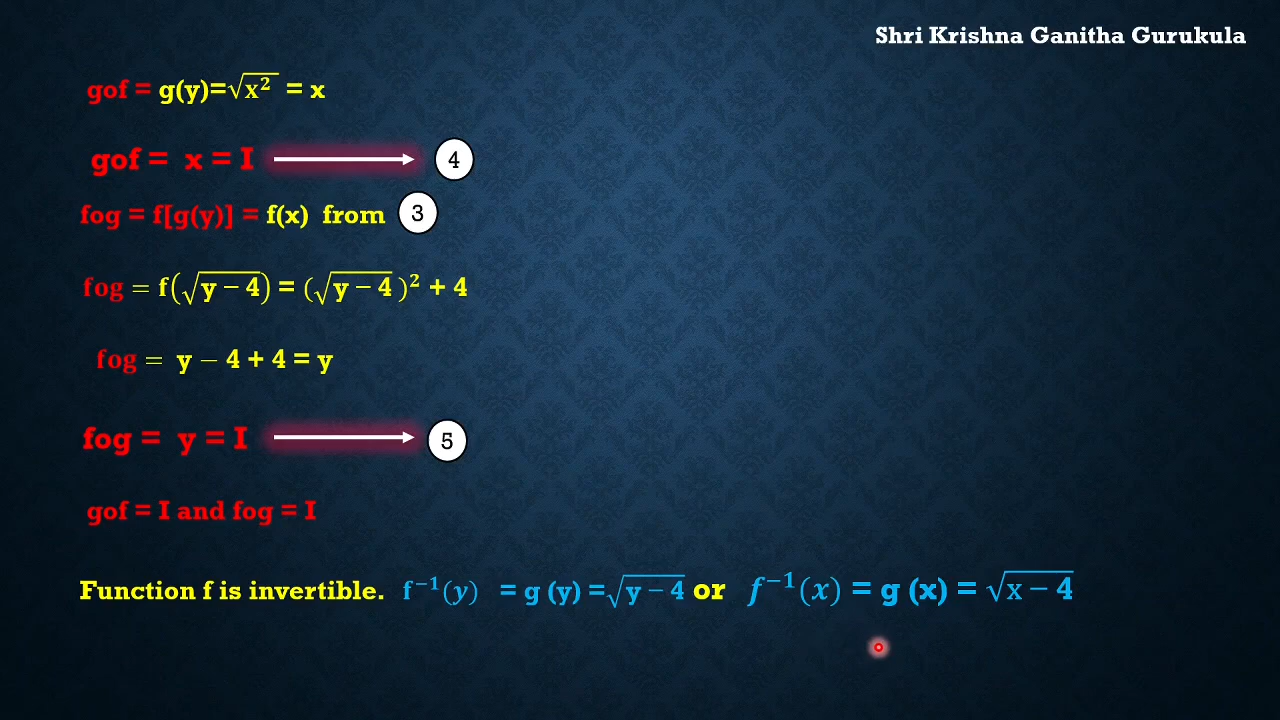 Shri Krishna Ganitha Gurukula
gof = g(y)=√x² = x
gof = x = I 4
fog = f[g(y)] = f(x) from 3
fog = f(√y − 4) = (√y − 4 )² + 4
fog = y − 4 + 4 = y
fog = y = I 5
gof = I and fog = I
Function f is invertible. f⁻¹(y) = g (y) =√y − 4 or f⁻¹(x) = g (x) = √x − 4